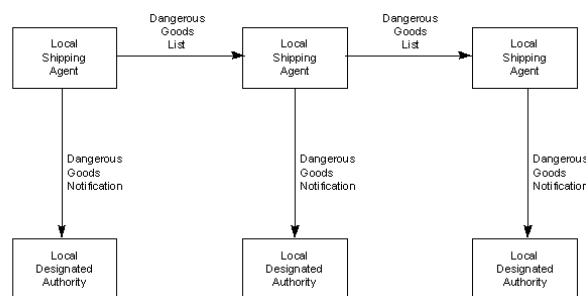 Dangerous
Goods
List
Dangerous
Goods
List
Local
Shipping
Agent
Local
Shipping
Agent
Local
Shipping
Agent
Dangerous
Goods
Notification
Dangerous
Goods
Notification
Dangerous
Goods
Notification
Local
Designated
Authority
Local
Designated
Authority
Local
Designated
Authority